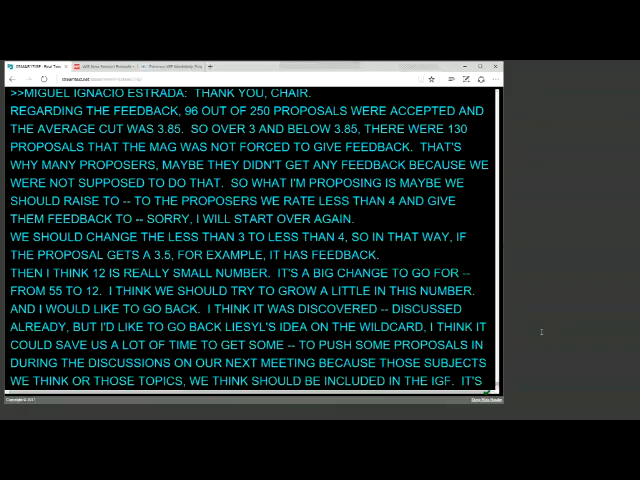 >>MIGUEL IGNACIO ESTRADA: THANK YOU, CHAIR.
REGARDING THE FEEDBACK, 96 OUT OF 250 PROPOSALS WERE ACCEPTED AND
THE AVERAGE CUT WAS 3.85. SO OVER 3 AND BELOW 3.85, THERE WERE 130
PROPOSALS THAT THE MAG WAS NOT FORCED TO GIVE FEEDBACK. THAT'S
WHY MANY PROPOSERS, MAYBE THEY DIDN'T GET ANY FEEDBACK BECAUSE WE
WERE NOT SUPPOSED TO DO THAT. SO WHAT I'M PROPOSING IS MAYBE WE
SHOULD RAISE TO -- TO THE PROPOSERS WE RATE LESS THAN 4 AND GIVE
THEM FEEDBACK TO -- SORRY, I WILL START OVER AGAIN.
WE SHOULD CHANGE THE LESS THAN 3 TO LESS THAN 4, SO IN THAT WAY, IF
THE PROPOSAL GETS A 3.5, FOR EXAMPLE, IT HAS FEEDBACK.
THEN I THINK 12 IS REALLY SMALL NUMBER. IT'S A BIG CHANGE TO GO FOR --
FROM 55 TO 12. I THINK WE SHOULD TRY TO GROW A LITTLE IN THIS NUMBER.
AND I WOULD LIKE TO GO BACK. I THINK IT WAS DISCOVERED -- DISCUSSED
ALREADY, BUT I'D LIKE TO GO BACK LIESYL'S IDEA ON THE WILDCARD, I THINK IT
COULD SAVE US A LOT OF TIME TO GET SOME -- TO PUSH SOME PROPOSALS IN
DURING THE DISCUSSIONS ON OUR NEXT MEETING BECAUSE THOSE SUBJECTS
WE THINK OR THOSE TOPICS, WE THINK SHOULD BE INCLUDED IN THE IGF. IT'S